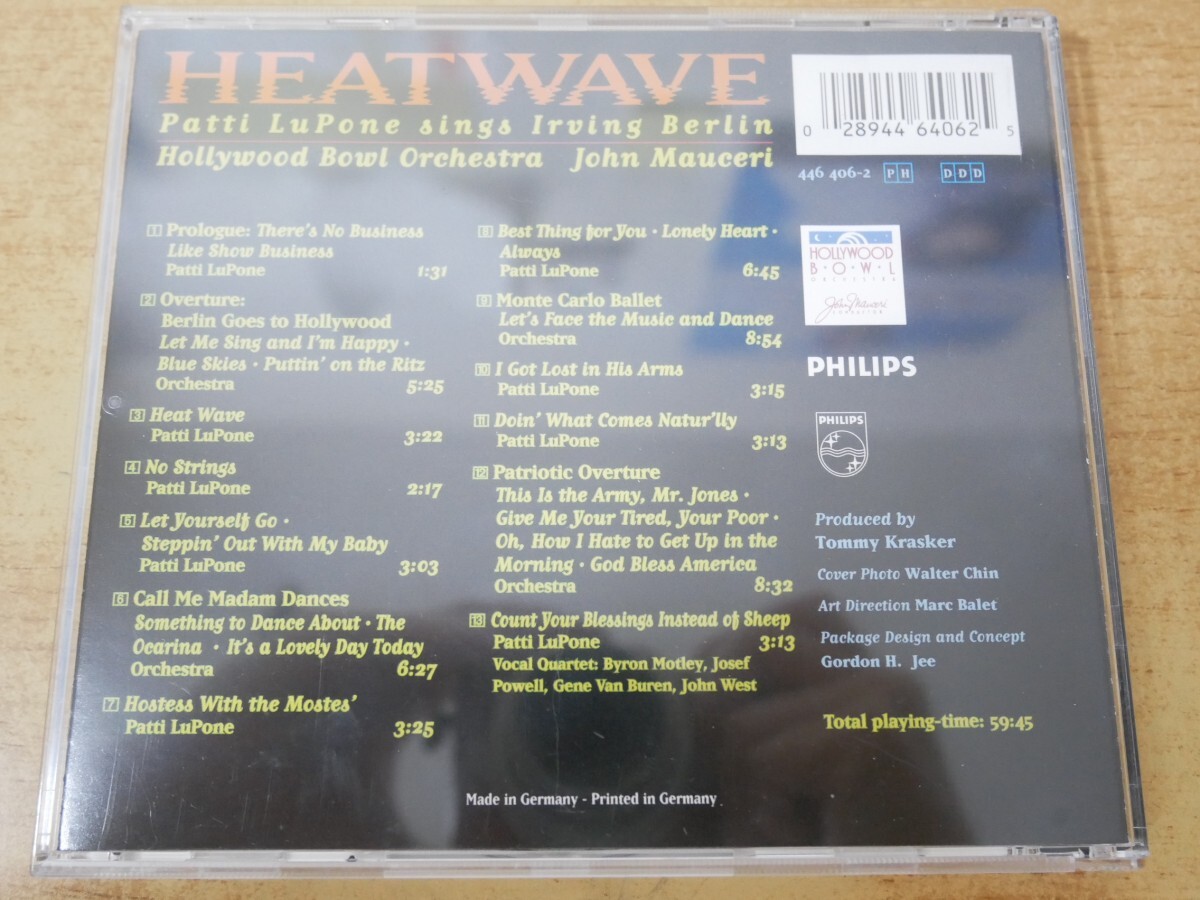 HEATWAVE
Patti LuPone sings Irving Berlin
Hollywood Bowl Orchestra John Mauceri
0 28944 64062 5
446 406-2 PH DDD
1 Prologue: There's No Business
Like Show Business
Patti LuPone 1:31
2 Overture:
Berlin Goes to Hollywood
Let Me Sing and I'm Happy ·
Blue Skies · Puttin' on the Ritz
Orchestra 5:25
3 Heat Wave
Patti LuPone 3:22
4 No Strings
Patti LuPone 2:17
5 Let Yourself Go ·
Steppin' Out With My Baby
Patti LuPone 3:03
6 Call Me Madam Dances
Something to Dance About · The
Ocarina · It's a Lovely Day Today
Orchestra 6:27
7 Hostess With the Mostes'
Patti LuPone 3:25
8 Best Thing for You · Lonely Heart ·
Always
Patti LuPone 6:45
9 Monte Carlo Ballet
Let's Face the Music and Dance
Orchestra 8:54
10 I Got Lost in His Arms
Patti LuPone 3:15
11 Doin' What Comes Natur'lly
Patti LuPone 3:13
12 Patriotic Overture
This Is the Army, Mr. Jones ·
Give Me Your Tired, Your Poor ·
Oh, How I Hate to Get Up in the
Morning · God Bless America
Orchestra 8:32
13 Count Your Blessings Instead of Sheep
Patti LuPone 3:13
Vocal Quartet: Byron Motley, Josef
Powell, Gene Van Buren, John West
HOLLYWOOD
B·O·W·L
ORCHESTRA
John Mauceri
CONDUCTOR
PHILIPS
PHILIPS
Produced by
Tommy Krasker
Cover Photo Walter Chin
Art Direction Marc Balet
Package Design and Concept
Gordon H. Jee
Total playing-time: 59:45
Made in Germany - Printed in Germany